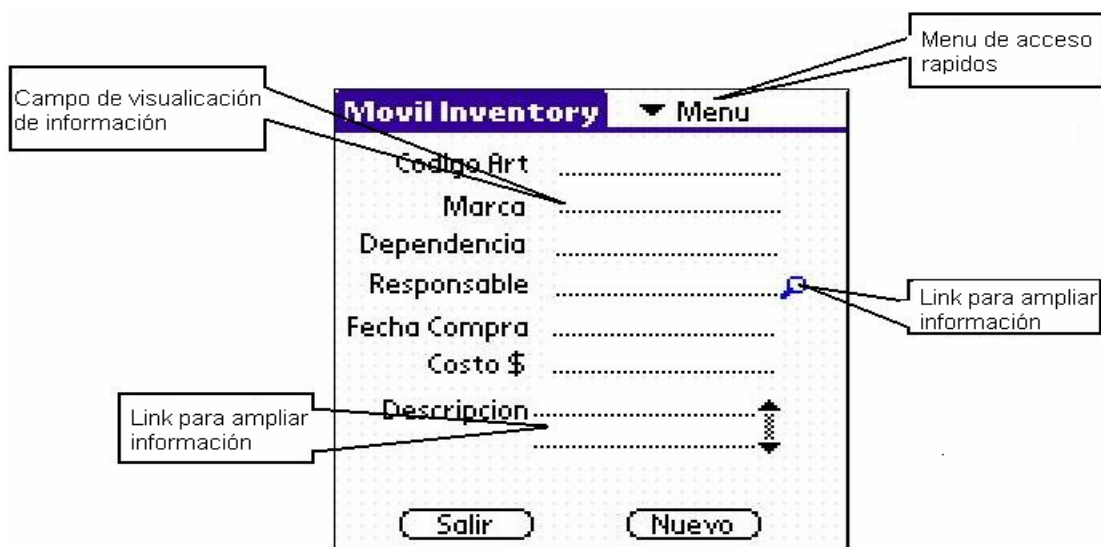 Menu de acceso
rapidos
Campo de visualicación
de información
Movil Inventory
Menu
Codigo Art
Marca
Dependencia
Responsable
Link para ampliar
información
Fecha Compra
Costo $
Descripcion
Link para ampliar
información
Salir
Nuevo